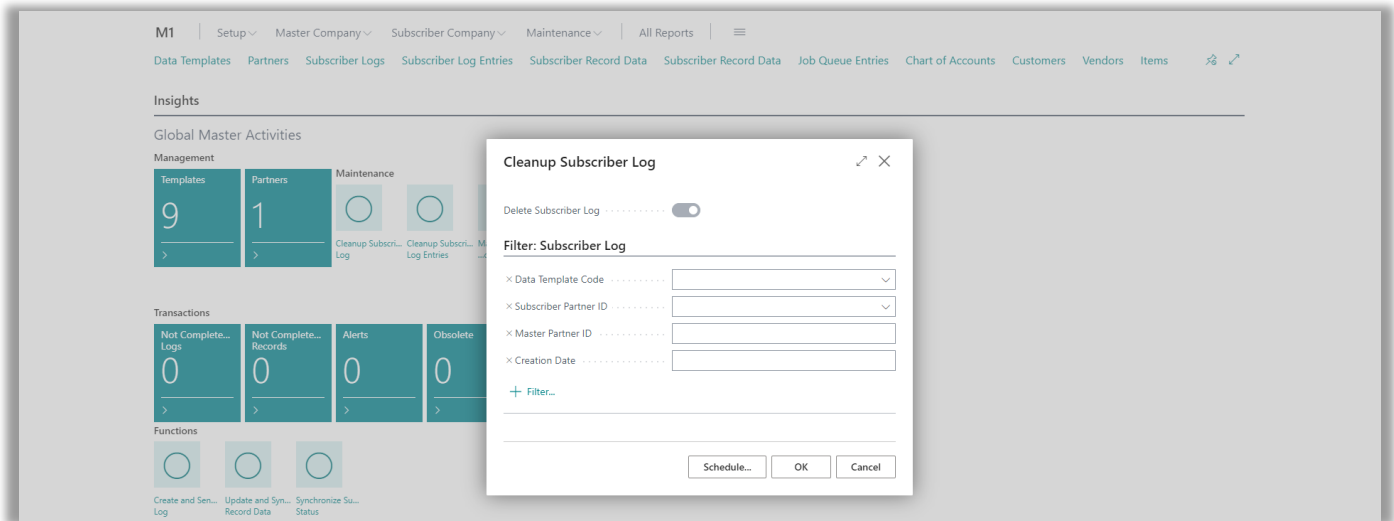 M1 Setup Master Company Subscriber Company Maintenance All Reports
Data Templates Partners Subscriber Logs Subscriber Log Entries Subscriber Record Data Subscriber Record Data Job Queue Entries Chart of Accounts Customers Vendors Items
Insights
Global Master Activities
Management
Maintenance
Templates
9
Partners
1
Cleanup Subscri...
Log
Cleanup Subscri...
Log Entries
Transactions
Not Complete...
Logs
0
Not Complete...
Records
0
Alerts
0
Obsolete
0
Functions
Create and Sen...
Log
Update and Syn...
Record Data
Synchronize Su...
Status
Cleanup Subscriber Log
Delete Subscriber Log
Filter: Subscriber Log
Data Template Code
Subscriber Partner ID
Master Partner ID
Creation Date
Filter...
Schedule...
OK
Cancel